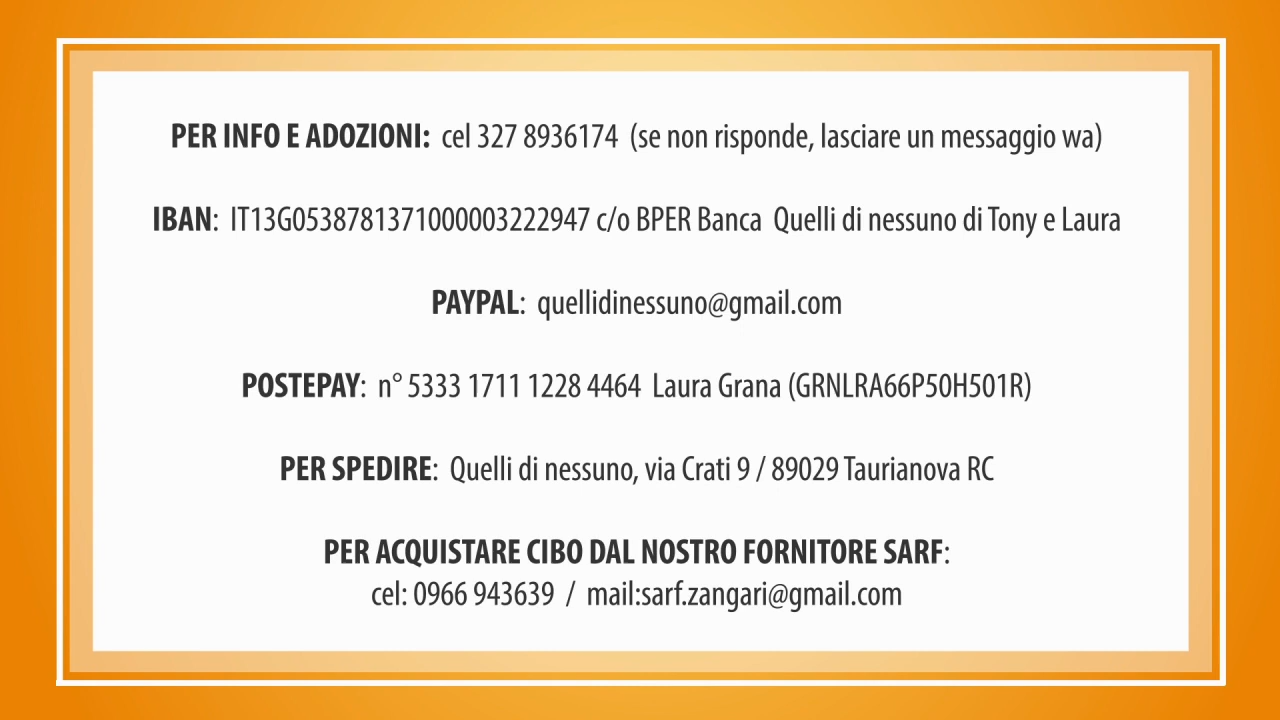 PER INFO E ADOZIONI: cel 327 8936174 (se non risponde, lasciare un messaggio wa)
IBAN: IT13G0538781371000003222947 c/o BPER Banca Quelli di nessuno di Tony e Laura
PAYPAL: quellidinessuno@gmail.com
POSTEPAY: n° 5333 1711 1228 4464 Laura Grana (GRNLRA66P50H501R)
PER SPEDIRE: Quelli di nessuno, via Crati 9 / 89029 Taurianova RC
PER ACQUISTARE CIBO DAL NOSTRO FORNITORE SARF:
cel: 0966 943639 / mail:sarf.zangari@gmail.com